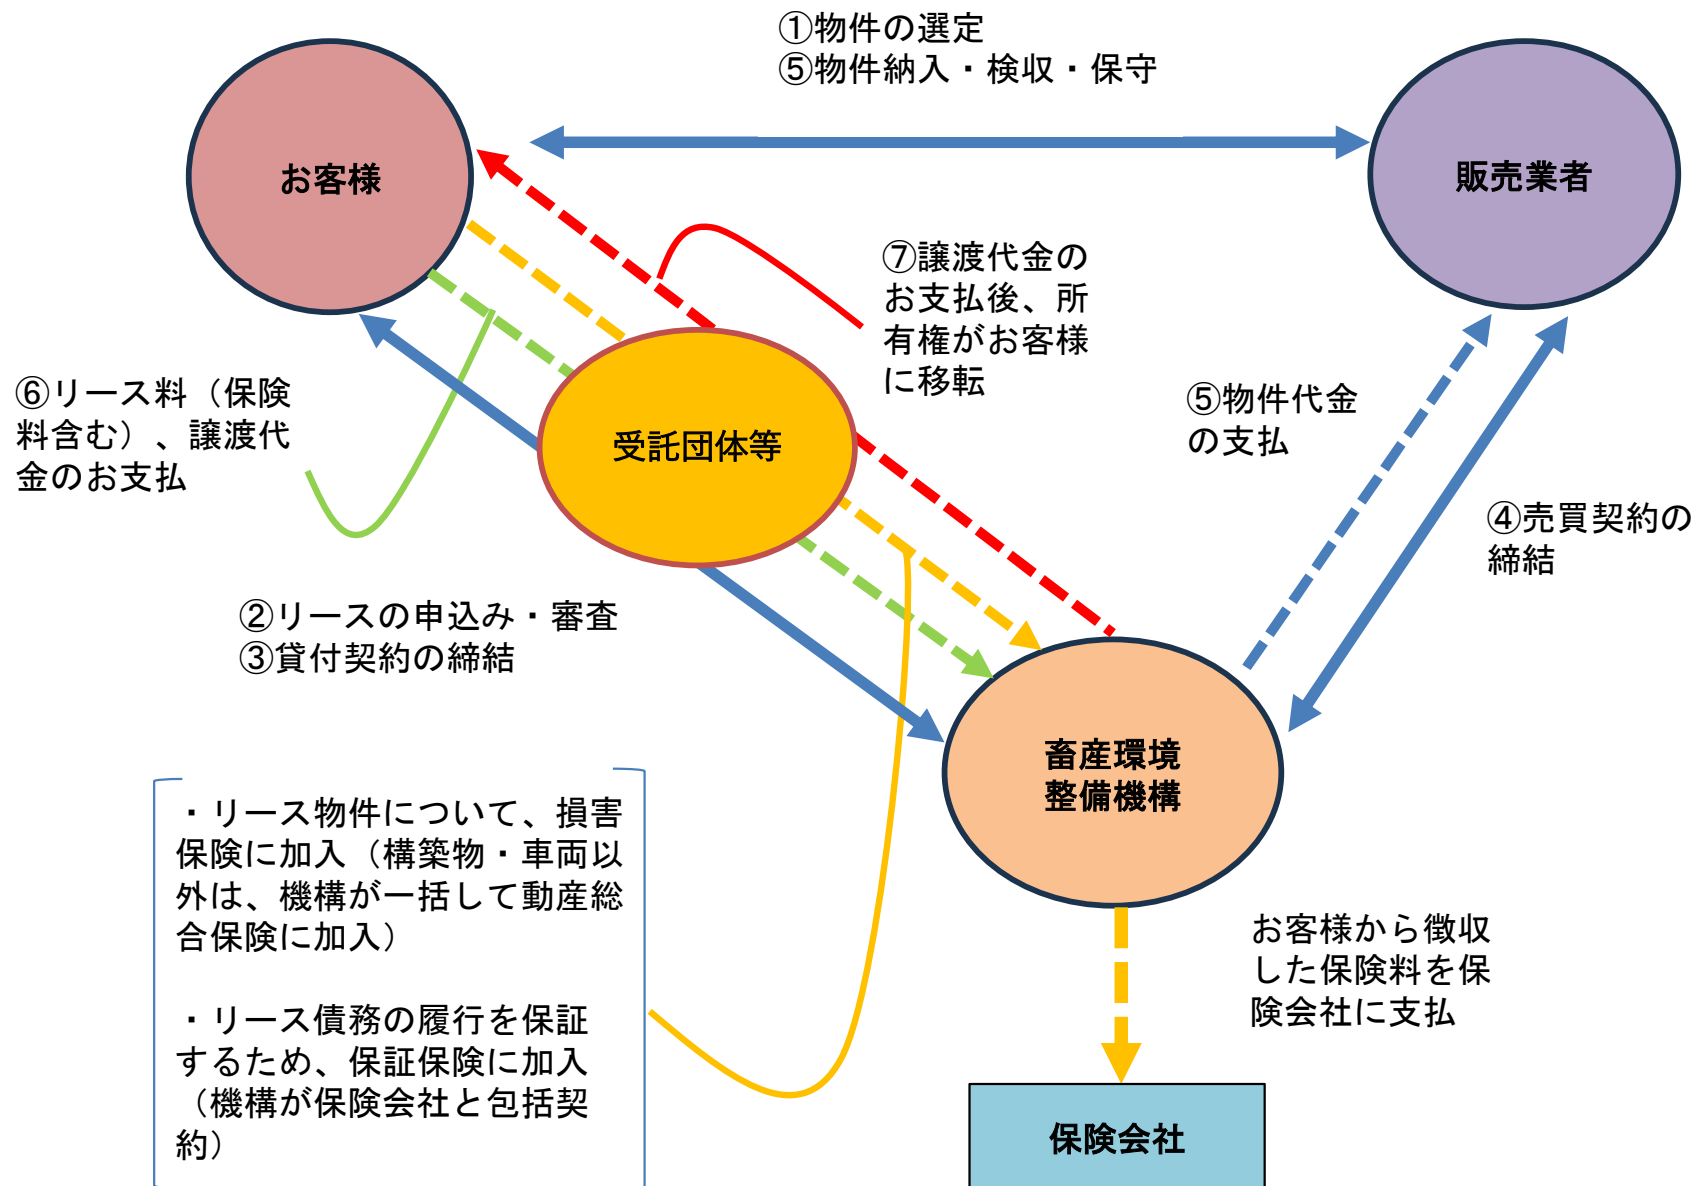 ①物件の選定
⑤物件納入・検収・保守
お客様
販売業者
⑦譲渡代金の
お支払後、所
有権がお客様
に移転
⑥リース料（保険
料含む）、譲渡代
金のお支払
受託団体等
⑤物件代金
の支払
④売買契約の
締結
②リースの申込み・審査
③貸付契約の締結
畜産環境
整備機構
・リース物件について、損害
保険に加入（構築物・車両以
外は、機構が一括して動産総
合保険に加入）
・リース債務の履行を保証
するため、保証保険に加入
（機構が保険会社と包括契
約）
お客様から徴収
した保険料を保
険会社に支払
保険会社